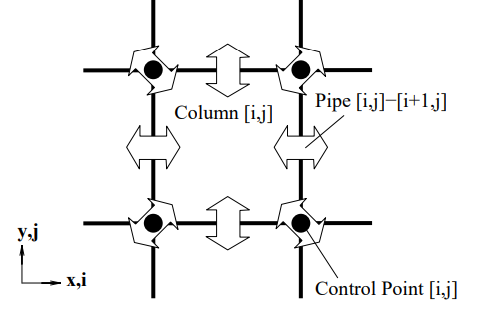 Pipe [i,j]−[i+1,j]
Column [i,j]
y,j
x,i
Control Point [i,j]